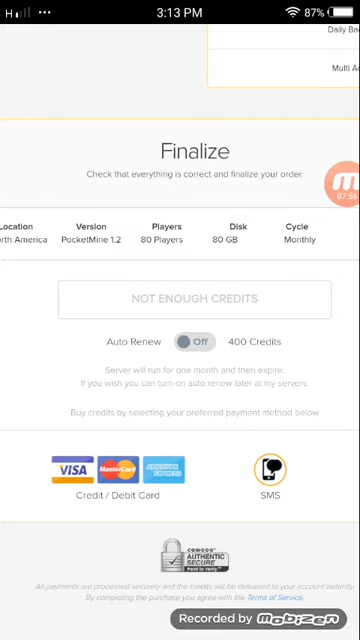 H
3:13 PM
87%
Daily Ba
Multi A
Finalize
Check that everything is correct and finalize your order.
07:56
Location Version Players Disk Cycle
rth America PocketMine 1.2 80 Players 80 GB Monthly
NOT ENOUGH CREDITS
Auto Renew Off 400 Credits
Server will run for one month and then expire.
If you wish you can turn on auto renew later at my servers.
Buy credits by selecting your preferred payment method below
VISA MasterCard AMERICAN EXPRESS
Credit / Debit Card SMS
COMODO
AUTHENTIC
SECURE
Point to Verify
All payments are processed securely and the credits will be delivered to your account instantly.
By completing the purchase you agree with the Terms of Service.
Recorded by Mobizen